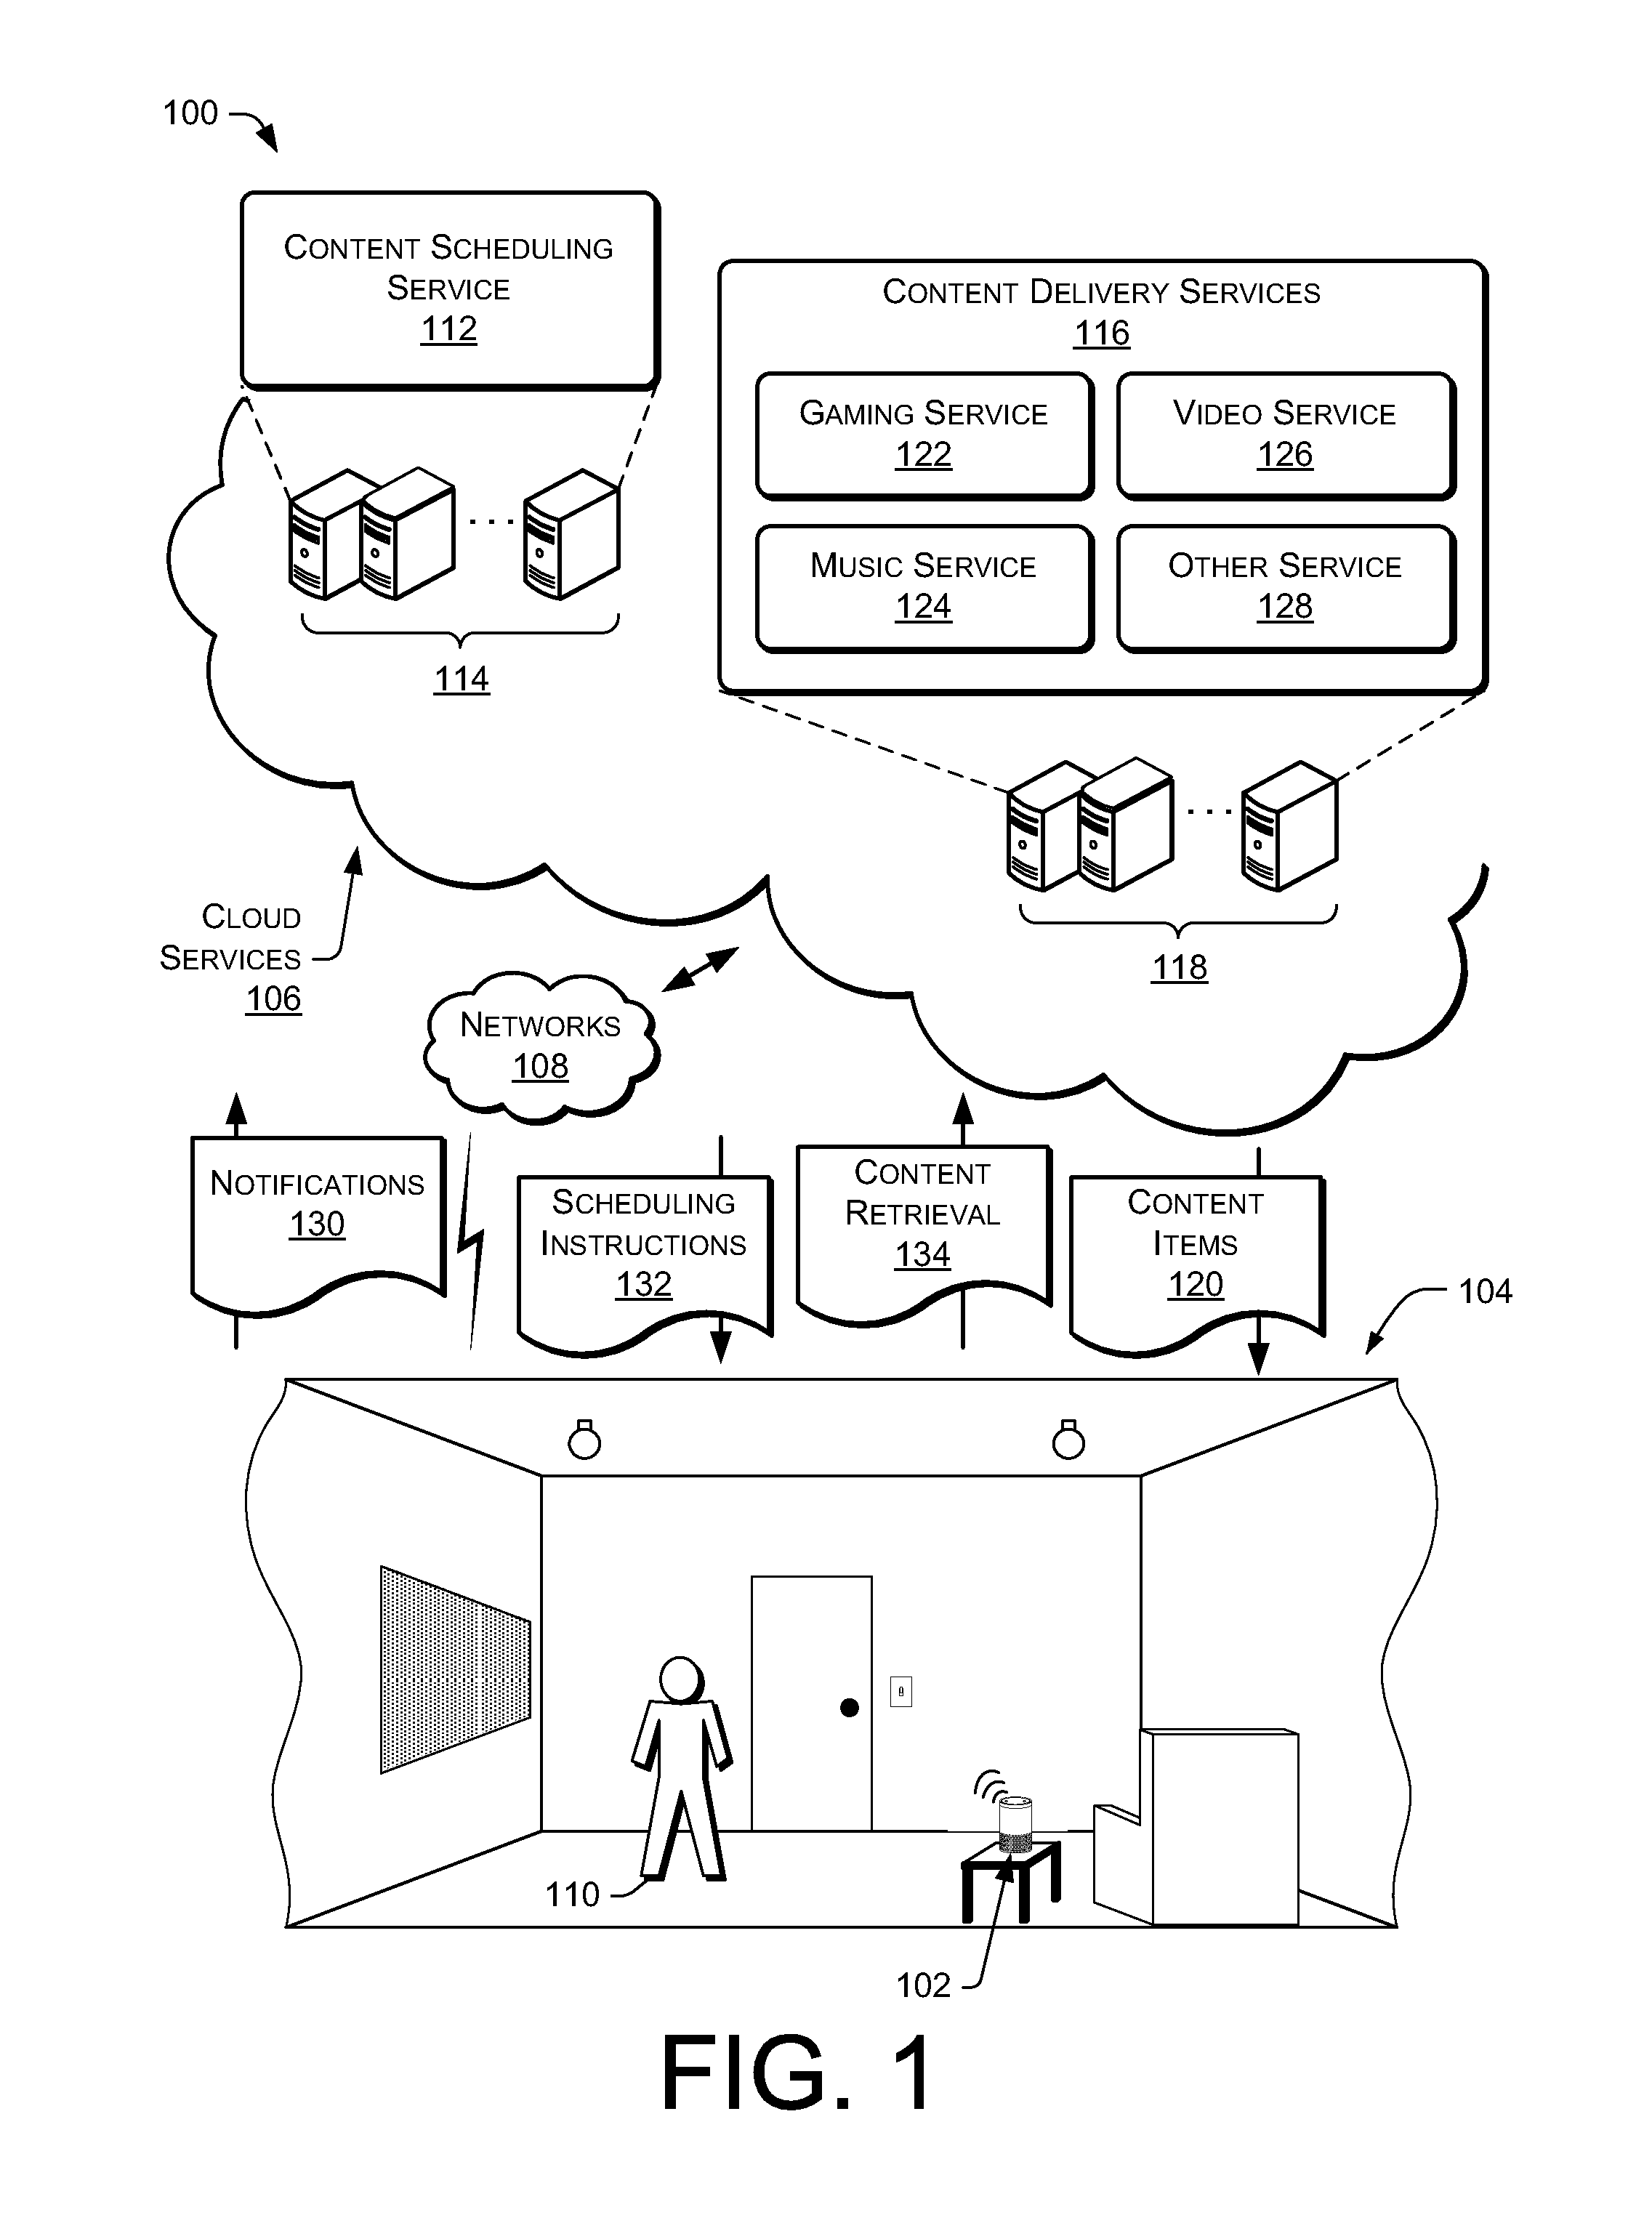 100
CONTENT SCHEDULING
SERVICE
112
CONTENT DELIVERY SERVICES
116
GAMING SERVICE
122
VIDEO SERVICE
126
MUSIC SERVICE
124
OTHER SERVICE
128
114
118
CLOUD
SERVICES
106
NETWORKS
108
NOTIFICATIONS
130
SCHEDULING
INSTRUCTIONS
132
CONTENT
RETRIEVAL
134
CONTENT
ITEMS
120
104
110
102
FIG. 1